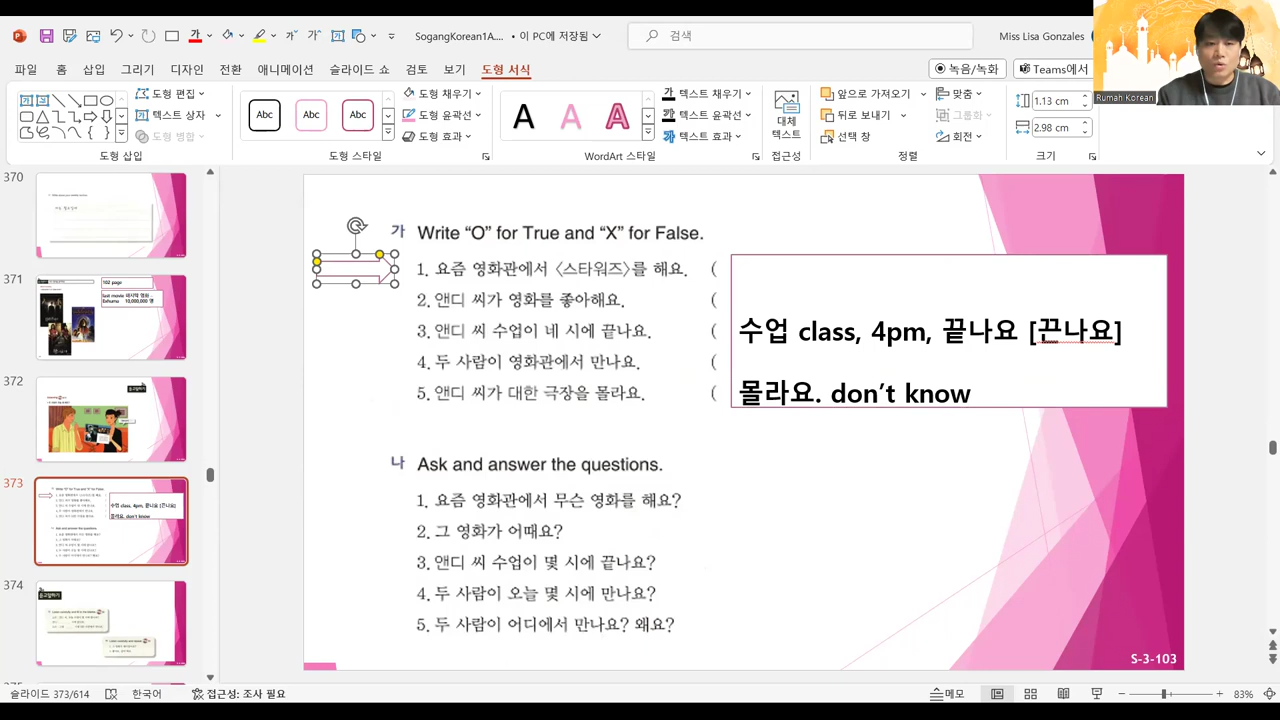 SogangKorean1A... • 이 PC에 저장됨
검색
Miss Lisa Gonzales
Rumah Korean
파일 홈 삽입 그리기 디자인 전환 애니메이션 슬라이드 쇼 검토 보기 도형 서식
녹음/녹화
Teams에서
도형 편집
텍스트 상자
도형 병합
도형 삽입
Abc Abc Abc
도형 채우기
도형 윤곽선
도형 효과
도형 스타일
A A A
텍스트 채우기
텍스트 윤곽선
텍스트 효과
WordArt 스타일
대체 텍스트
접근성
앞으로 가져오기
뒤로 보내기
선택 창
맞춤
그룹화
회전
정렬
1.13 cm
2.98 cm
크기
370
371
102 page
last movie 마지막 영화 -
10,000,000 명
372
373
374
가 Write “O” for True and “X” for False.
1. 요즘 영화관에서 〈스타워즈〉를 해요. (
2. 앤디 씨가 영화를 좋아해요. (
3. 앤디 씨 수업이 네 시에 끝나요. (
4. 두 사람이 영화관에서 만나요. (
5. 앤디 씨가 대한 극장을 몰라요. (
수업 class, 4pm, 끝나요 [끈나요]
몰라요. don’t know
나 Ask and answer the questions.
1. 요즘 영화관에서 무슨 영화를 해요?
2. 그 영화가 어때요?
3. 앤디 씨 수업이 몇 시에 끝나요?
4. 두 사람이 오늘 몇 시에 만나요?
5. 두 사람이 어디에서 만나요? 왜요?
S-3-103
슬라이드 373/614
한국어
접근성: 조사 필요
메모
83%